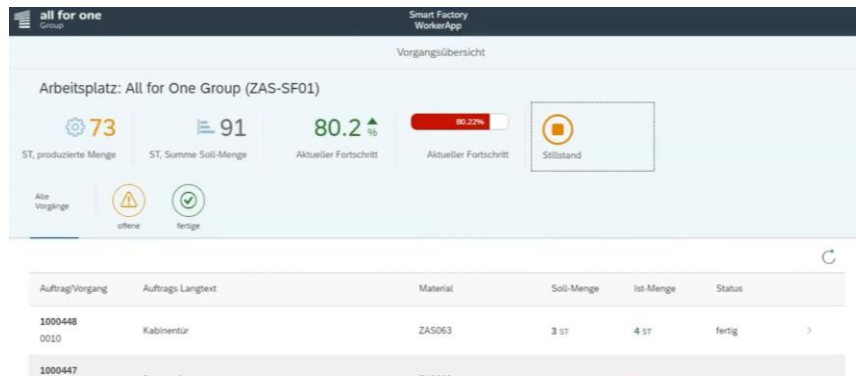 all for one
Group
Smart Factory
WorkerApp
Vorgangsübersicht
Arbeitsplatz: All for One Group (ZAS-SF01)
73
91
80.2 %
80.22%
ST, produzierte Menge
ST, Summe Soll-Menge
Aktueller Fortschritt
Aktueller Fortschritt
Stillstand
Alle
Vorgänge
offene
fertige
Auftrag/Vorgang Auftrags Langtext Material Soll-Menge Ist-Menge Status
1000448
0010 Kabinentür ZAS063 3 ST 4 ST fertig
1000447